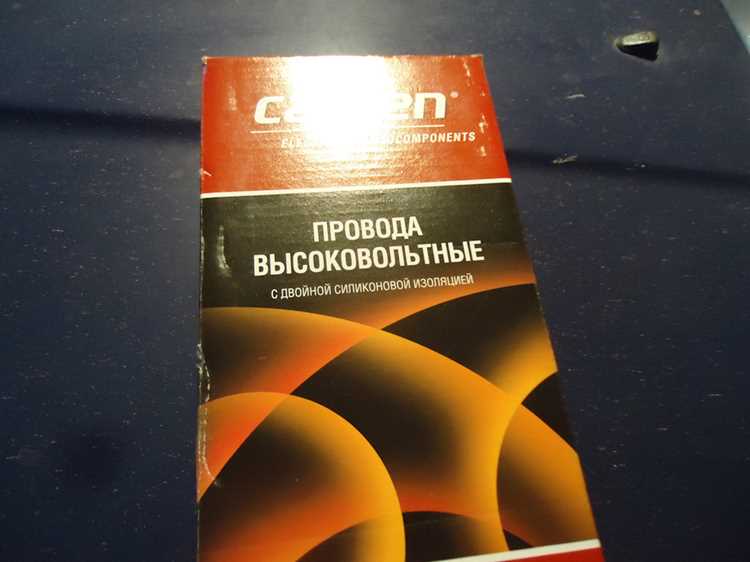 ®
COMPONENTS
ПРОВОДА
ВЫСОКОВОЛЬТНЫЕ
С ДВОЙНОЙ СИЛИКОНОВОЙ ИЗОЛЯЦИЕЙ